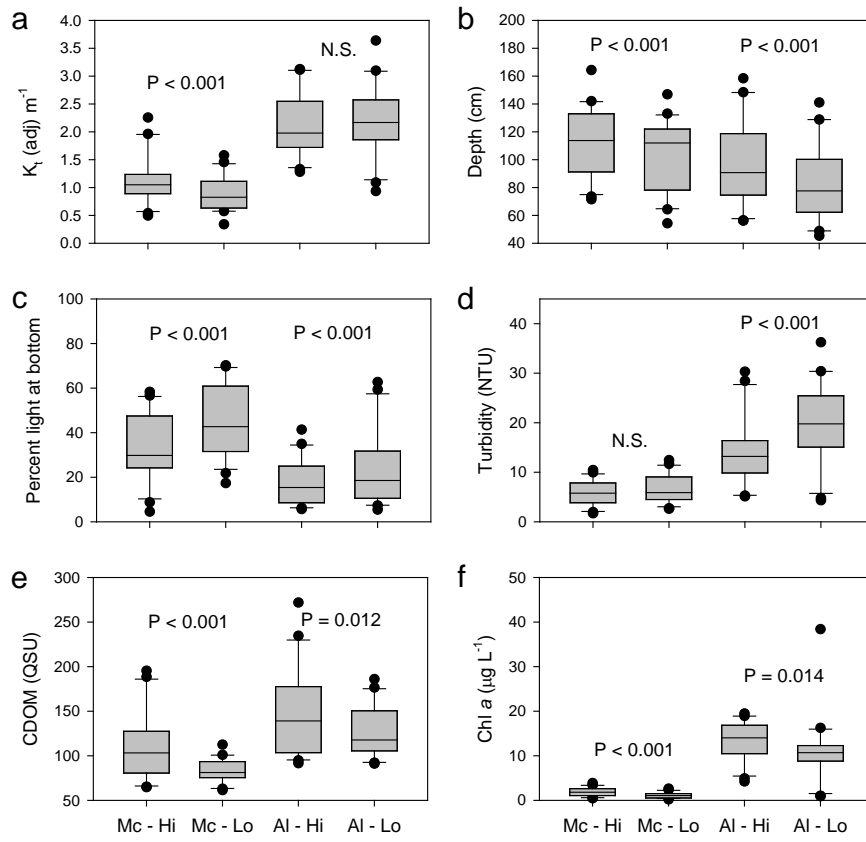 a
K_t (adj) m^-1
4.0
3.5
3.0
2.5
2.0
1.5
1.0
0.5
0.0
P < 0.001
N.S.
b
Depth (cm)
200
180
160
140
120
100
80
60
40
P < 0.001
P < 0.001
c
Percent light at bottom
100
80
60
40
20
0
P < 0.001
P < 0.001
d
Turbidity (NTU)
40
30
20
10
0
N.S.
P < 0.001
e
CDOM (QSU)
300
250
200
150
100
50
P < 0.001
P = 0.012
Mc - Hi Mc - Lo Al - Hi Al - Lo
f
Chl a (µg L^-1)
50
40
30
20
10
0
P < 0.001
P = 0.014
Mc - Hi Mc - Lo Al - Hi Al - Lo